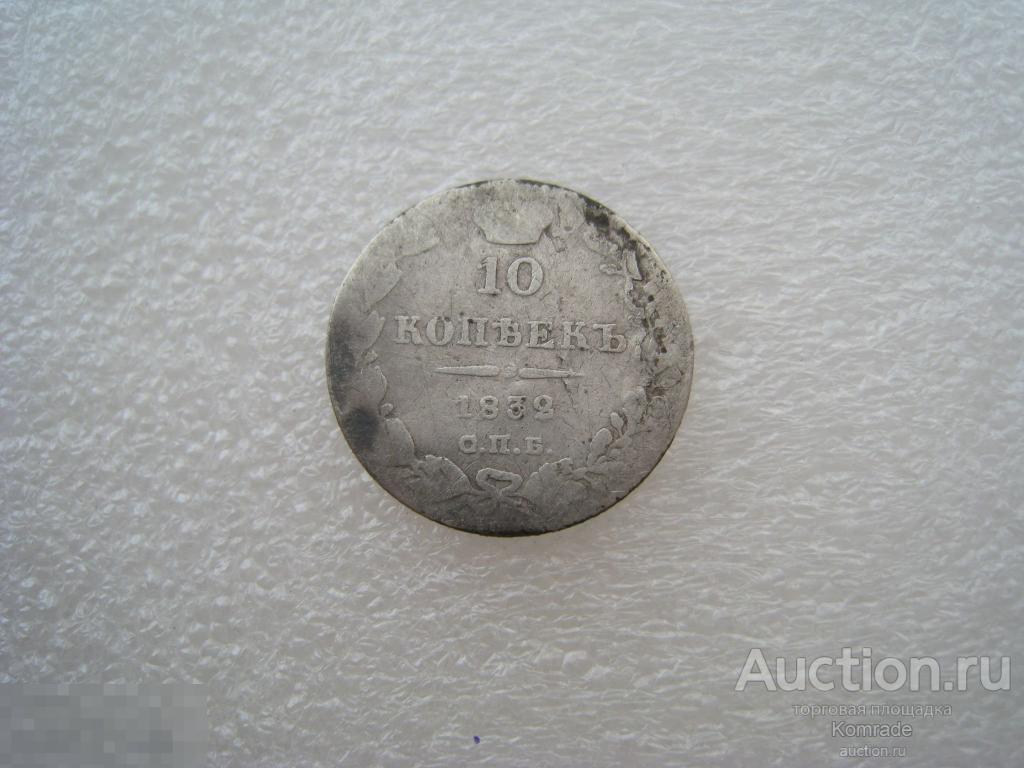 10
КОПѢЕКЪ
1832
С.П.Б.
Auction.ru
торговая площадка
Komrade
auction.ru